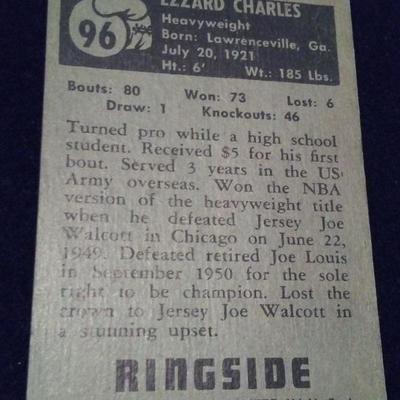 96
EZZARD CHARLES
Heavyweight
Born: Lawrenceville, Ga.
July 20, 1921
Ht.: 6' Wt.: 185 Lbs.
Bouts: 80 Won: 73 Lost: 6
Draw: 1 Knockouts: 46
Turned pro while a high school
student. Received $5 for his first
bout. Served 3 years in the US
Army overseas. Won the NBA
version of the heavyweight title
when he defeated Jersey Joe
Walcott in Chicago on June 22,
1949. Defeated retired Joe Louis
in September 1950 for the sole
right to be champion. Lost the
crown to Jersey Joe Walcott in
a stunning upset.
RINGSIDE